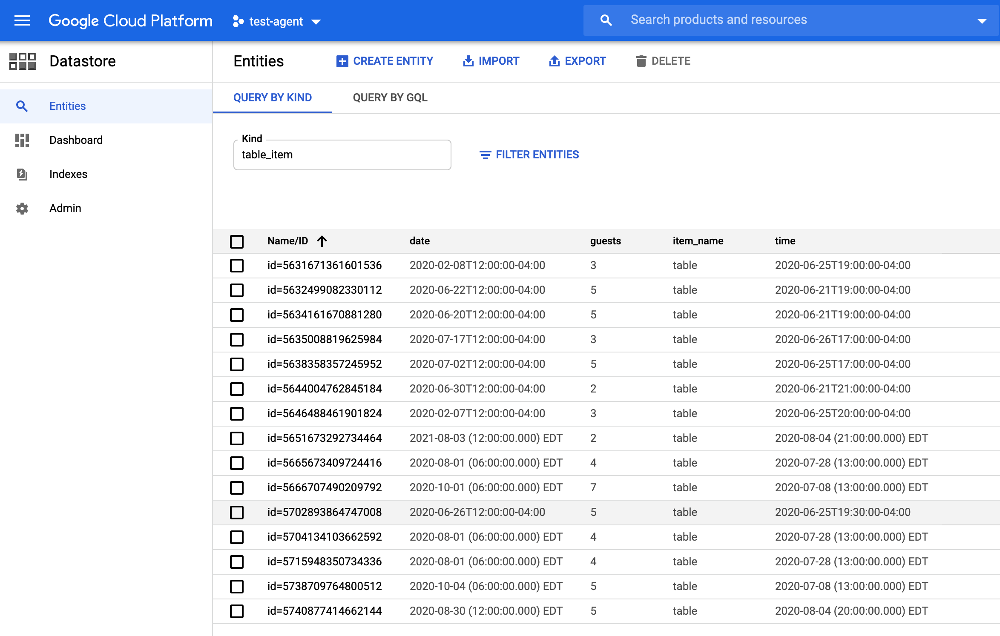 Google Cloud Platform test-agent Search products and resources
Datastore Entities CREATE ENTITY IMPORT EXPORT DELETE
Entities
Dashboard
Indexes
Admin
QUERY BY KIND QUERY BY GQL
Kind
table_item
FILTER ENTITIES
Name/ID date guests item_name time
id=5631671361601536 2020-02-08T12:00:00-04:00 3 table 2020-06-25T19:00:00-04:00
id=5632499082330112 2020-06-22T12:00:00-04:00 5 table 2020-06-21T19:00:00-04:00
id=5634161670881280 2020-06-20T12:00:00-04:00 5 table 2020-06-21T19:00:00-04:00
id=5635008819625984 2020-07-17T12:00:00-04:00 3 table 2020-06-26T17:00:00-04:00
id=5638358357245952 2020-07-02T12:00:00-04:00 5 table 2020-06-25T17:00:00-04:00
id=5644004762845184 2020-06-30T12:00:00-04:00 2 table 2020-06-21T21:00:00-04:00
id=5646488461901824 2020-02-07T12:00:00-04:00 3 table 2020-06-25T20:00:00-04:00
id=5651673292734464 2021-08-03 (12:00:00.000) EDT 2 table 2020-08-04 (21:00:00.000) EDT
id=5665673409724416 2020-08-01 (06:00:00.000) EDT 4 table 2020-07-28 (13:00:00.000) EDT
id=5666707490209792 2020-10-01 (06:00:00.000) EDT 7 table 2020-07-08 (13:00:00.000) EDT
id=5702893864747008 2020-06-26T12:00:00-04:00 5 table 2020-06-25T19:30:00-04:00
id=5704134103662592 2020-08-01 (06:00:00.000) EDT 4 table 2020-07-28 (13:00:00.000) EDT
id=5715948350734336 2020-08-01 (06:00:00.000) EDT 4 table 2020-07-28 (13:00:00.000) EDT
id=5738709764800512 2020-10-04 (06:00:00.000) EDT 5 table 2020-07-08 (13:00:00.000) EDT
id=5740877414662144 2020-08-30 (12:00:00.000) EDT 5 table 2020-08-04 (20:00:00.000) EDT